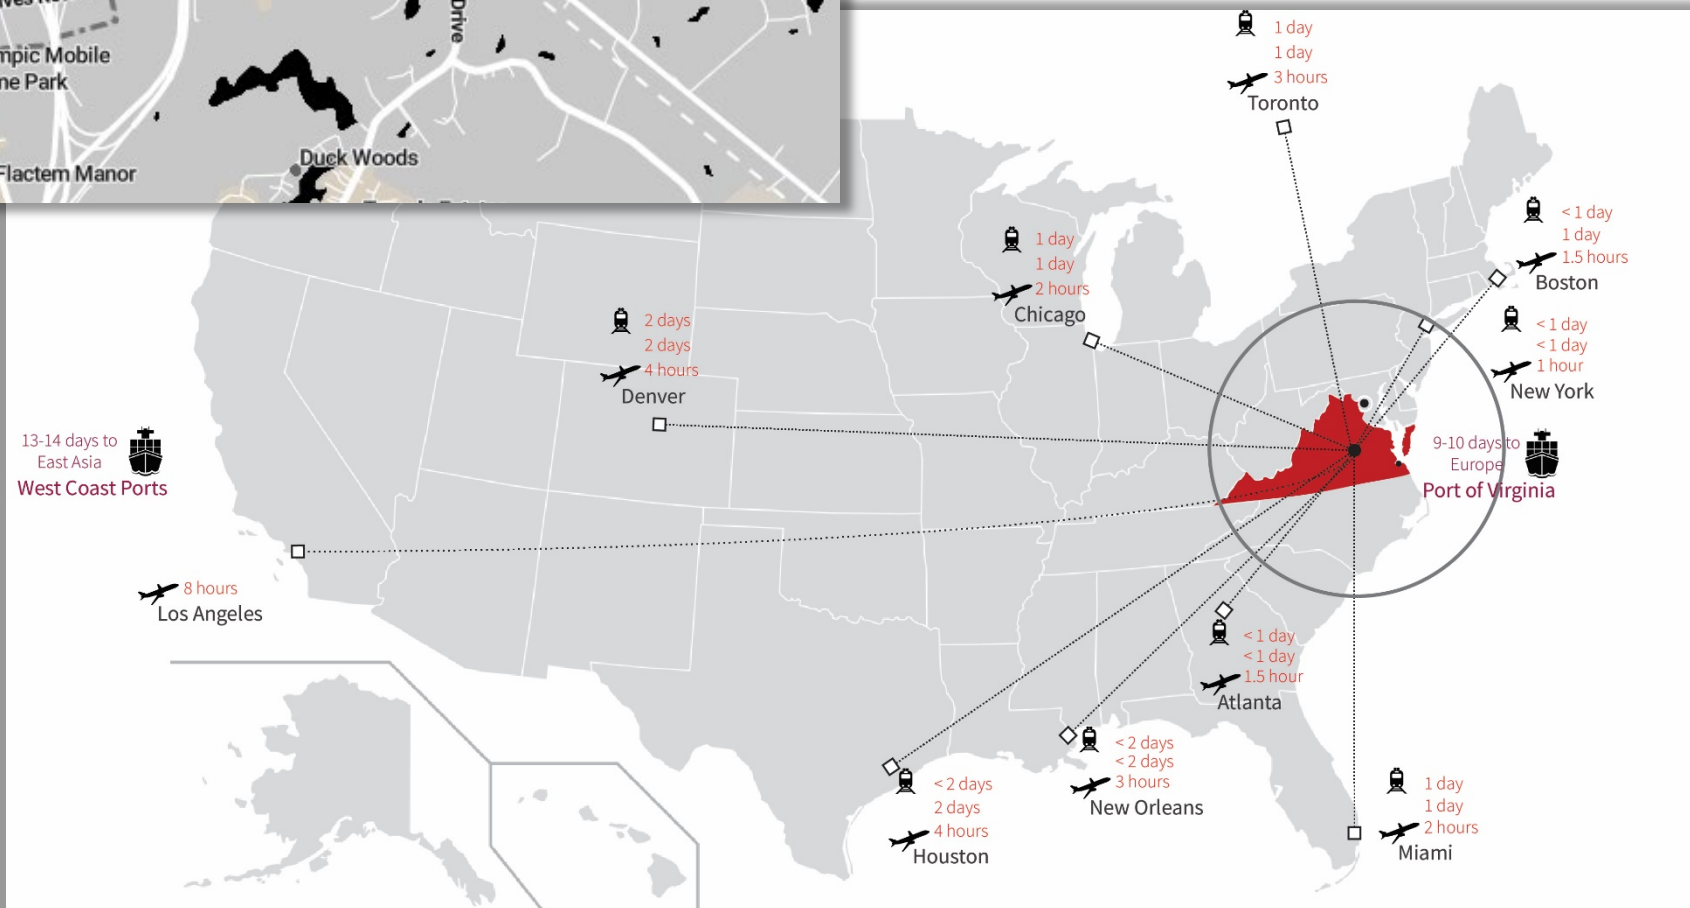 Drive
mpic Mobile
ne Park
Duck Woods
Flactem Manor
1 day
1 day
3 hours
Toronto
< 1 day
1 day
1.5 hours
Boston
1 day
1 day
2 hours
Chicago
< 1 day
< 1 day
1 hour
New York
2 days
2 days
4 hours
Denver
13-14 days to
East Asia
West Coast Ports
9-10 days to
Europe
Port of Virginia
8 hours
Los Angeles
< 1 day
< 1 day
1.5 hour
Atlanta
< 2 days
< 2 days
3 hours
New Orleans
< 2 days
2 days
4 hours
Houston
1 day
1 day
2 hours
Miami